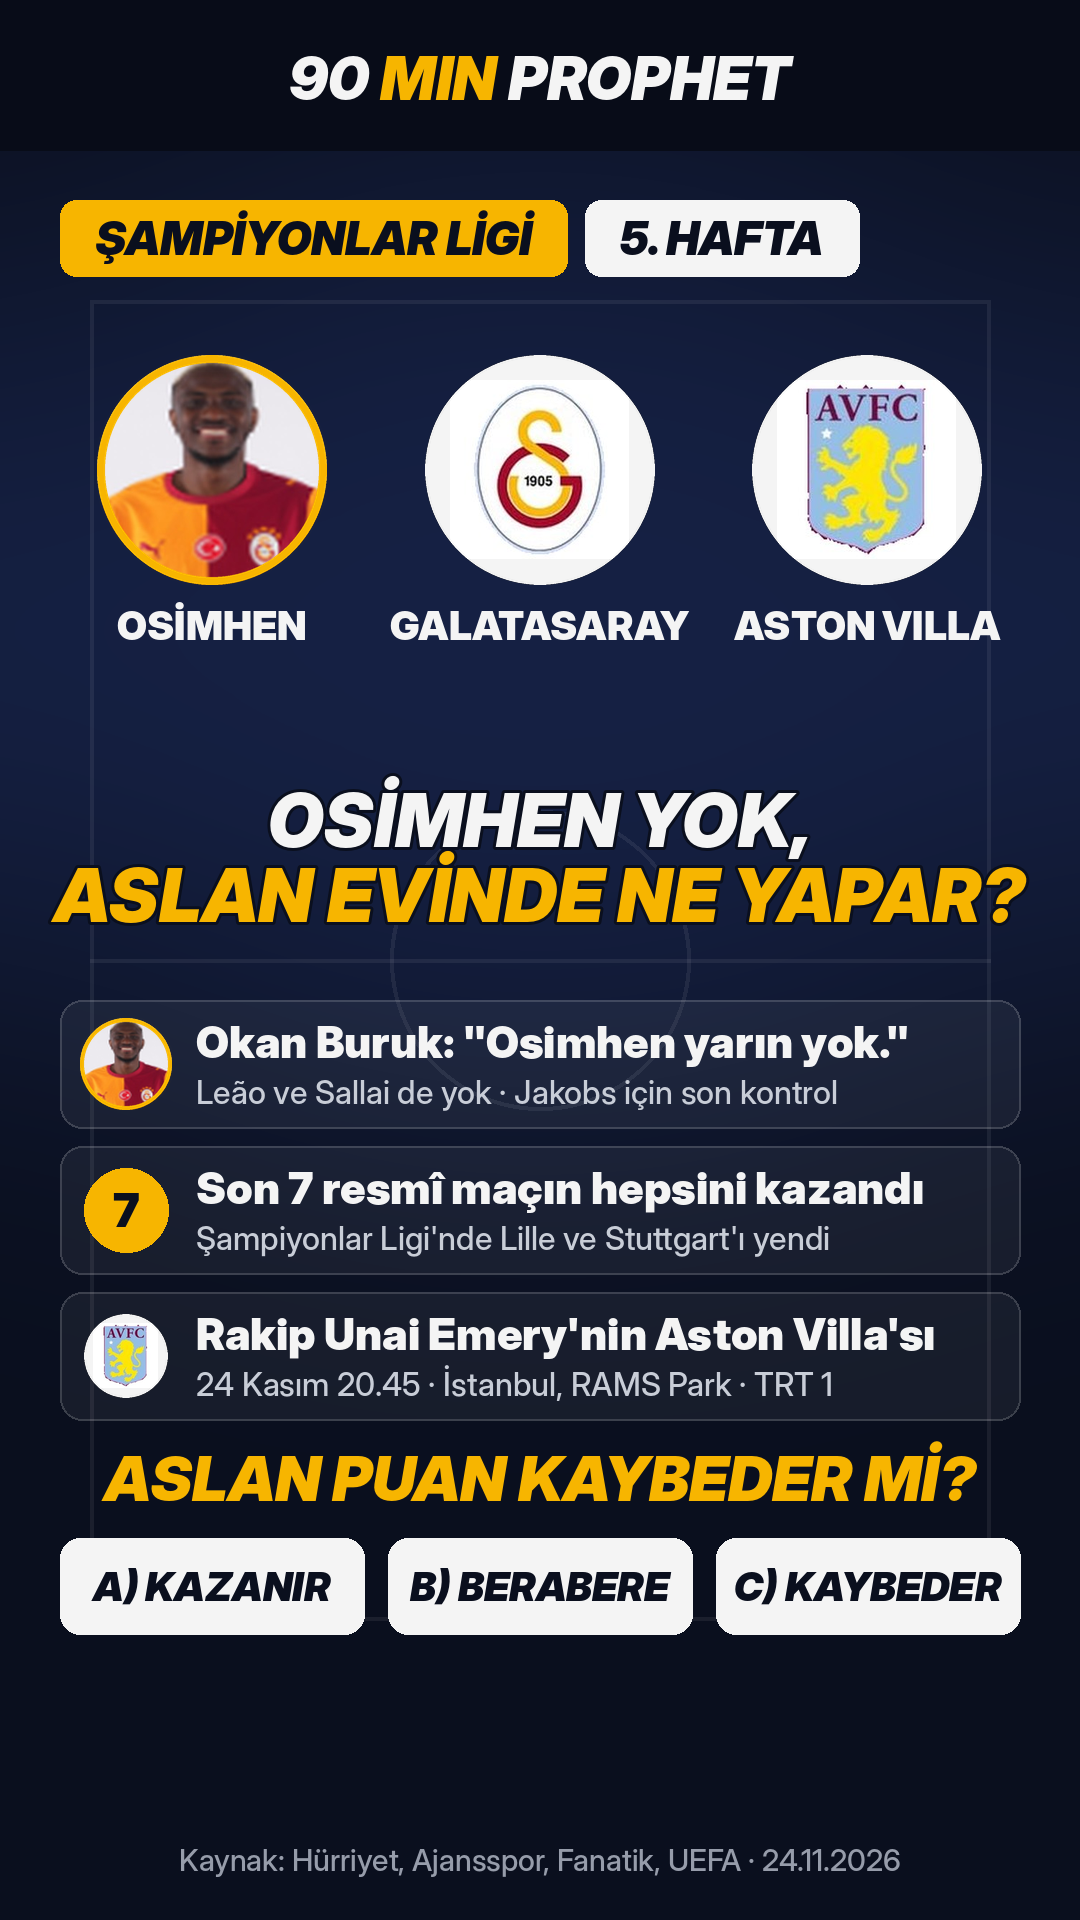 90 MIN PROPHET
ŞAMPİYONLAR LİGİ
5. HAFTA
1905
AVFC
OSİMHEN
GALATASARAY
ASTON VILLA
OSİMHEN YOK,
ASLAN EVİNDE NE YAPAR?
Okan Buruk: "Osimhen yarın yok."
Leão ve Sallai de yok · Jakobs için son kontrol
7
Son 7 resmî maçın hepsini kazandı
Şampiyonlar Ligi'nde Lille ve Stuttgart'ı yendi
AVFC
Rakip Unai Emery'nin Aston Villa'sı
24 Kasım 20.45 · İstanbul, RAMS Park · TRT 1
ASLAN PUAN KAYBEDER Mİ?
A) KAZANIR
B) BERABERE
C) KAYBEDER
Kaynak: Hürriyet, Ajansspor, Fanatik, UEFA · 24.11.2026